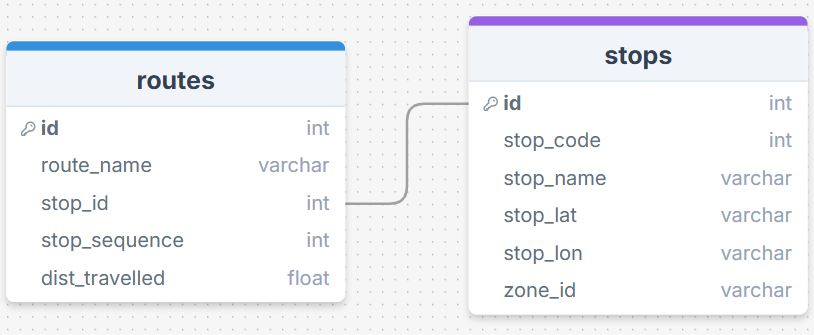 routes
id int
route_name varchar
stop_id int
stop_sequence int
dist_travelled float
stops
id int
stop_code int
stop_name varchar
stop_lat varchar
stop_lon varchar
zone_id varchar